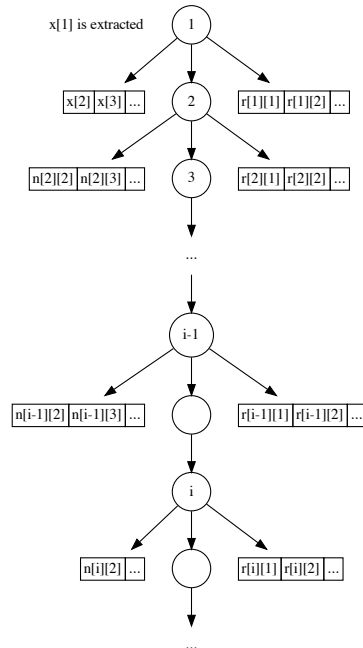 x[1] is extracted 1
x[2] x[3] ... 2 r[1][1] r[1][2] ...
n[2][2] n[2][3] ... 3 r[2][1] r[2][2] ...
...
i-1
n[i-1][2] n[i-1][3] ... r[i-1][1] r[i-1][2] ...
i
n[i][2] ... r[i][1] r[i][2] ...
...